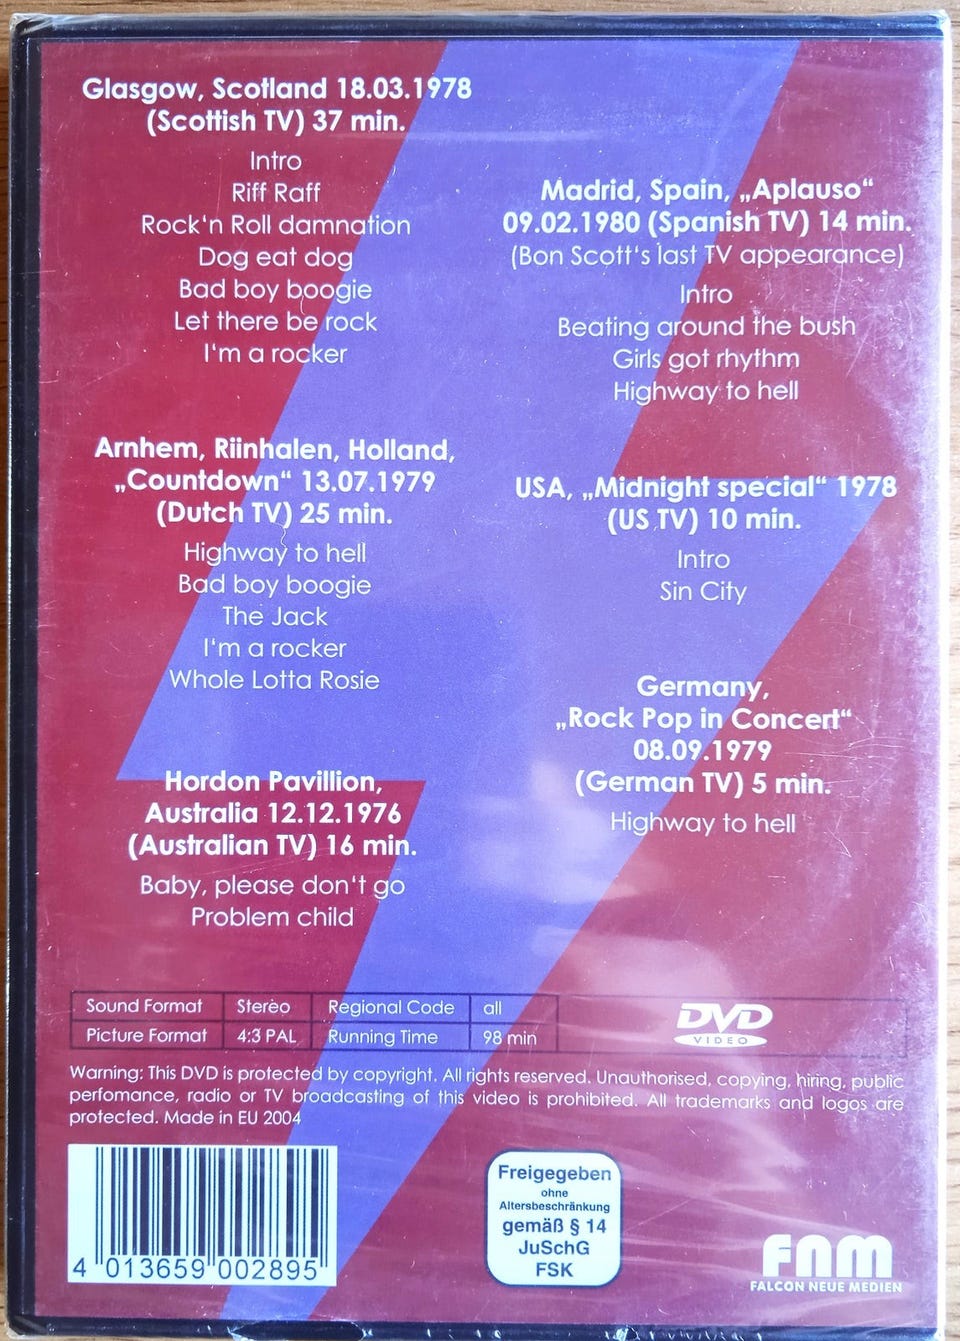 Glasgow, Scotland 18.03.1978
(Scottish TV) 37 min.
Intro
Riff Raff
Rock'n Roll damnation
Dog eat dog
Bad boy boogie
Let there be rock
I'm a rocker
Arnhem, Riinhalen, Holland,
„Countdown“ 13.07.1979
(Dutch TV) 25 min.
Highway to hell
Bad boy boogie
The Jack
I'm a rocker
Whole Lotta Rosie
Hordon Pavillion,
Australia 12.12.1976
(Australian TV) 16 min.
Baby, please don't go
Problem child
Madrid, Spain, „Aplauso“
09.02.1980 (Spanish TV) 14 min.
(Bon Scott's last TV appearance)
Intro
Beating around the bush
Girls got rhythm
Highway to hell
USA, „Midnight special“ 1978
(US TV) 10 min.
Intro
Sin City
Germany,
„Rock Pop in Concert“
08.09.1979
(German TV) 5 min.
Highway to hell
Sound Format Stereo Regional Code all
Picture Format 4:3 PAL Running Time 98 min
DVD
VIDEO
Warning: This DVD is protected by copyright. All rights reserved. Unauthorised, copying, hiring, public
perfomance, radio or TV broadcasting of this video is prohibited. All trademarks and logos are
protected. Made in EU 2004
4 013659 002895
Freigegeben
ohne
Altersbeschränkung
gemäß § 14
JuSchG
FSK
FNM
FALCON NEUE MEDIEN